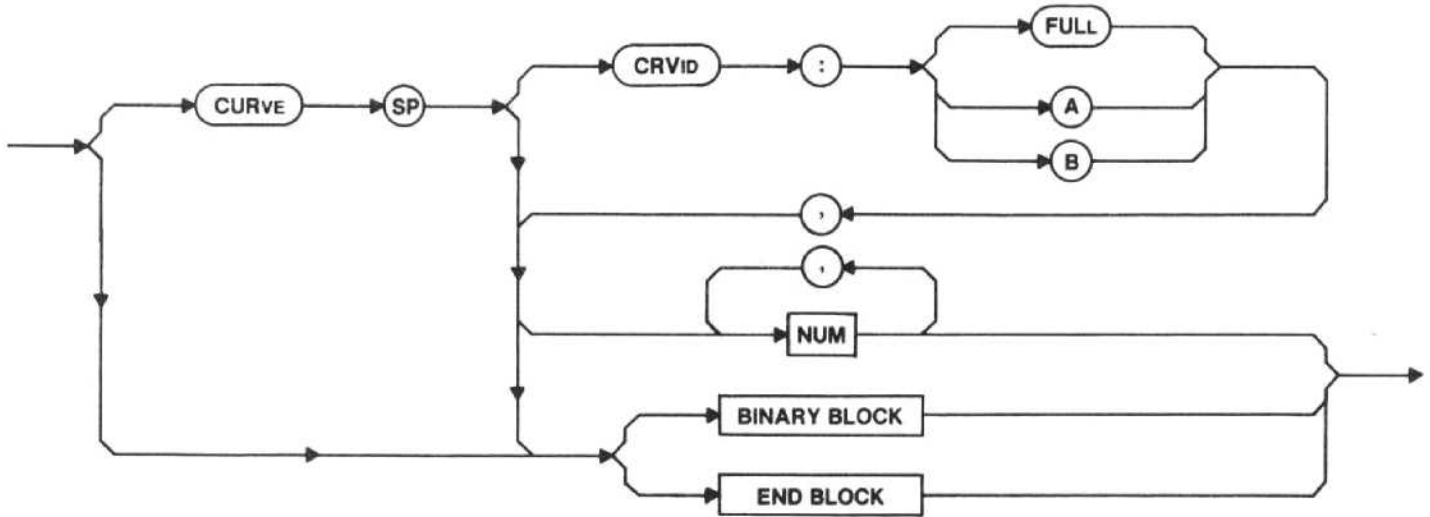 FULL
CRVID :
CURVE SP
A
B
,
,
NUM
BINARY BLOCK
END BLOCK